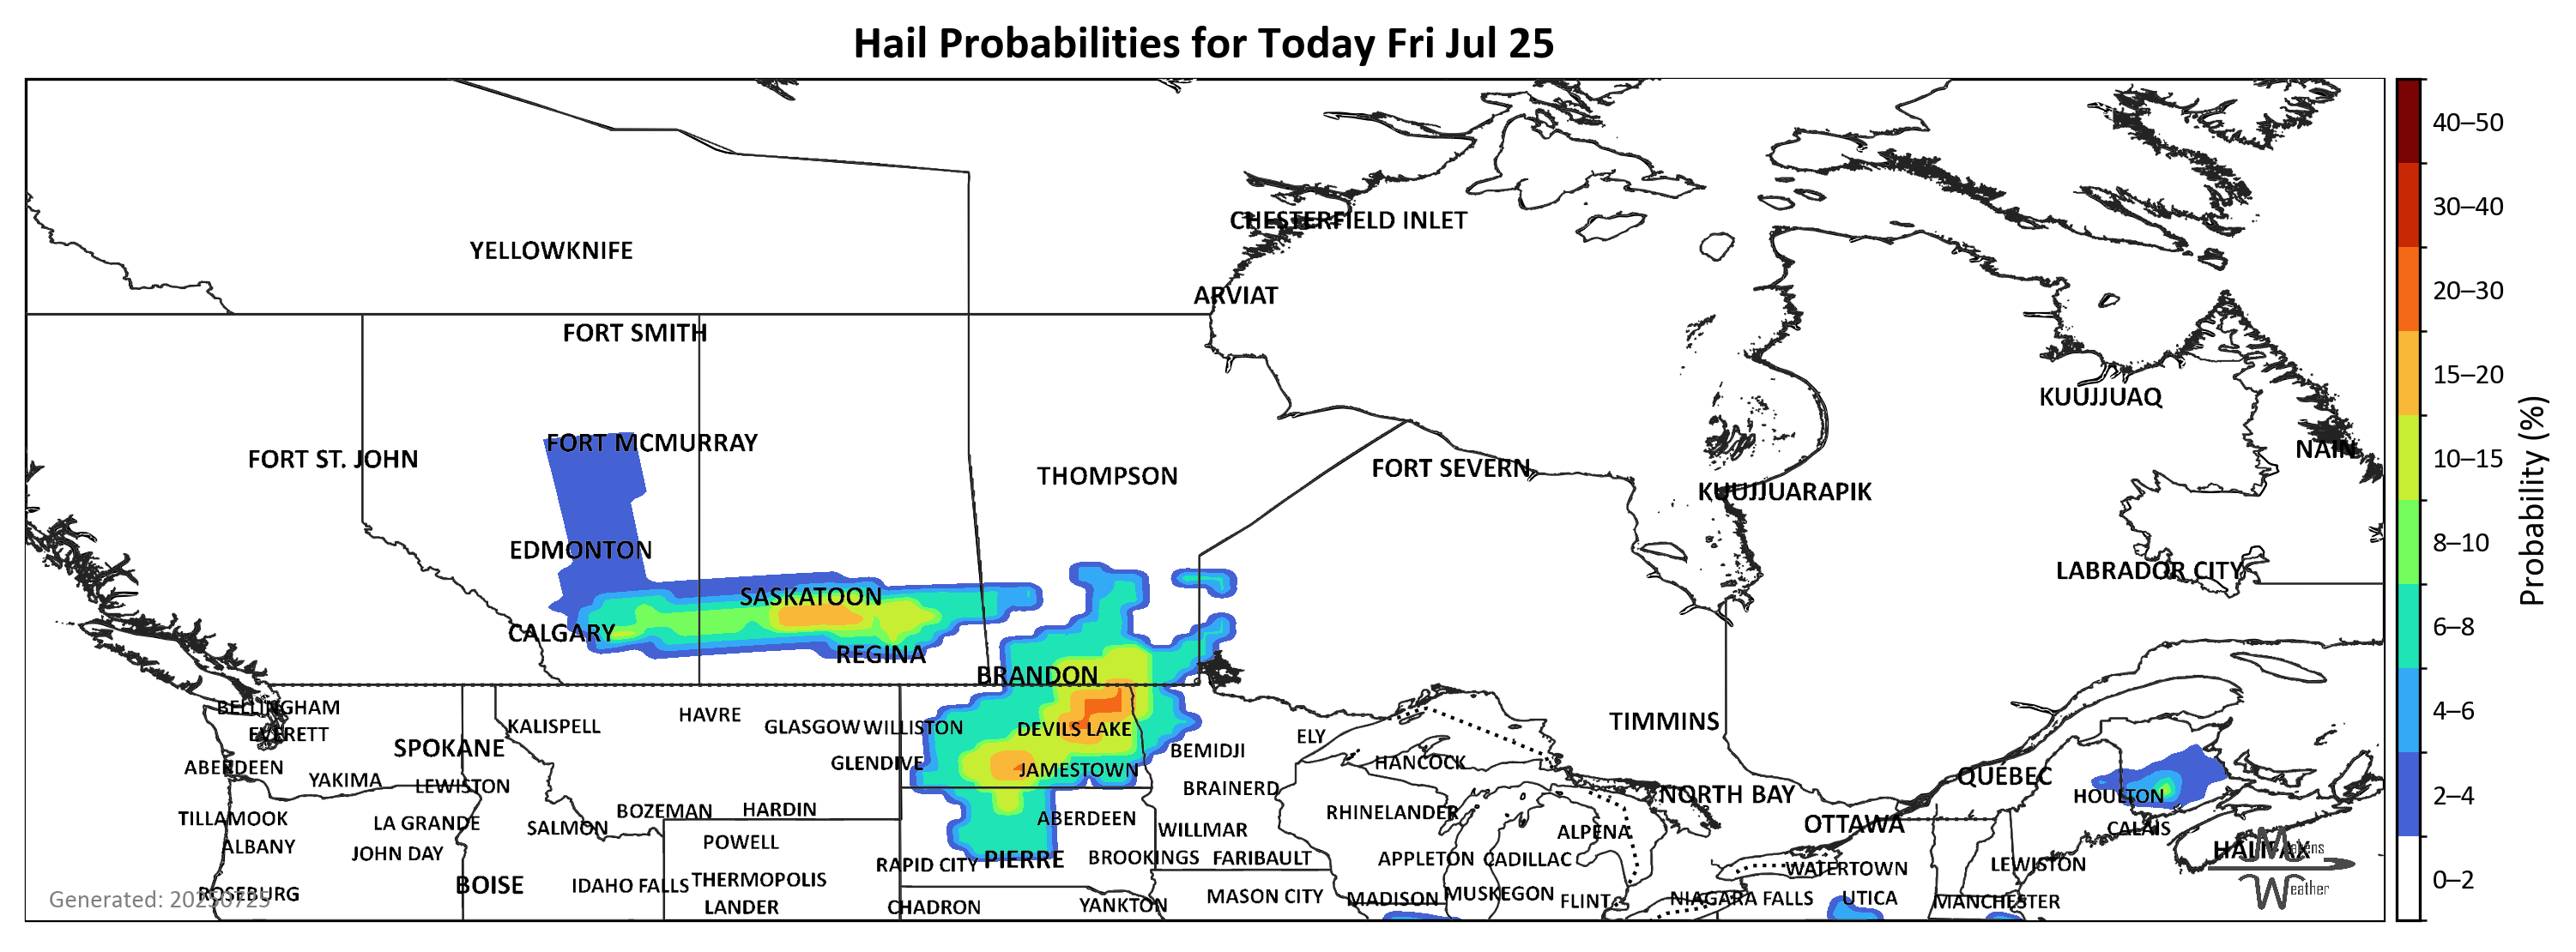 Hail Probabilities for Today Fri Jul 25
40–50
30–40
20–30
15–20
10–15
8–10
6–8
4–6
2–4
0–2
Probability (%)
CHESTERFIELD INLET
YELLOWKNIFE
ARVIAT
FORT SMITH
KUUJJUAQ
FORT MCMURRAY
NAIN
FORT ST. JOHN
FORT SEVERN
THOMPSON
KUUJJUARAPIK
EDMONTON
LABRADOR CITY
SASKATOON
CALGARY
REGINA
BRANDON
BELLINGHAM
HAVRE
TIMMINS
KALISPELL
GLASGOW
WILLISTON
DEVILS LAKE
EVERETT
ELY
SPOKANE
BEMIDJI
GLENDIVE
HANCOCK
ABERDEEN
JAMESTOWN
QUÉBEC
YAKIMA
LEWISTON
BRAINERD
NORTH BAY
HOULTON
BOZEMAN
HARDIN
RHINELANDER
TILLAMOOK
LA GRANDE
ABERDEEN
SALMON
WILLMAR
ALPENA
OTTAWA
CALAIS
ALBANY
JOHN DAY
POWELL
RAPID CITY
PIERRE
BROOKINGS
FARIBAULT
APPLETON
CADILLAC
HALIFAX
WATERTOWN
LEWISTON
BOISE
IDAHO FALLS
THERMOPOLIS
ROSEBURG
MASON CITY
MADISON
MUSKEGON
FLINT
NIAGARA FALLS
UTICA
MANCHESTER
LANDER
CHADRON
YANKTON
Weather
Generated: 20250725